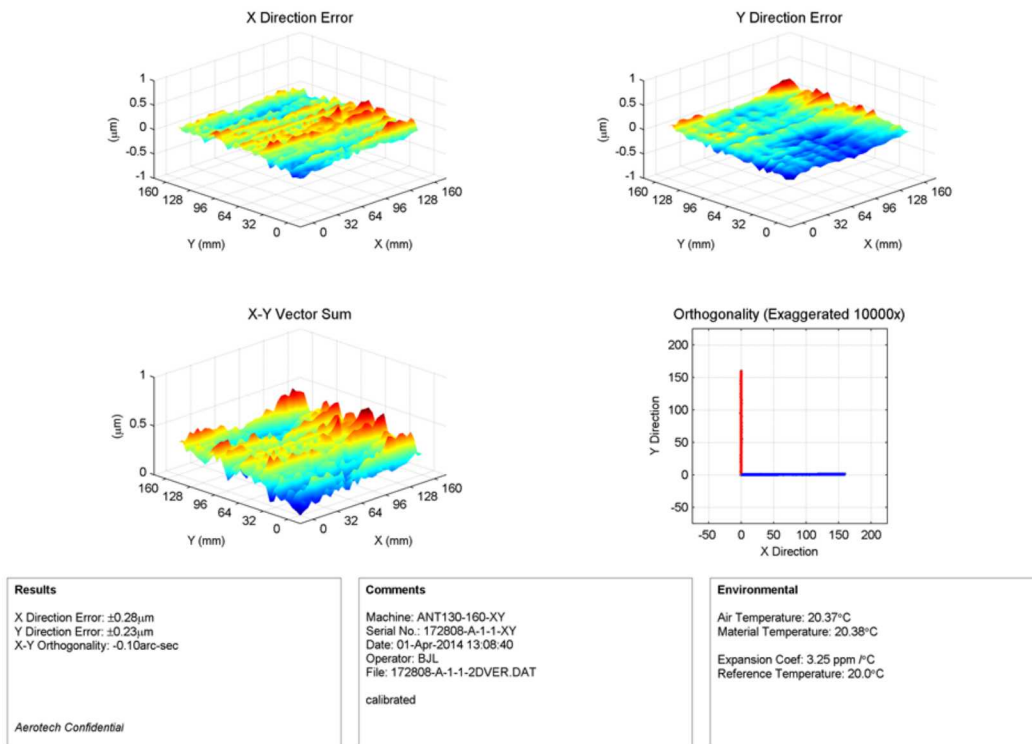 X Direction Error
1
0.5
0
-0.5
-1
(μm)
160
128
96
64
32
0
Y (mm)
0
32
64
96
128
160
X (mm)
Y Direction Error
1
0.5
0
-0.5
-1
(μm)
160
128
96
64
32
0
Y (mm)
0
32
64
96
128
160
X (mm)
X-Y Vector Sum
1
0.5
0
(μm)
160
128
96
64
32
0
Y (mm)
0
32
64
96
128
160
X (mm)
Orthogonality (Exaggerated 10000x)
200
150
100
50
0
-50
Y Direction
-50 0 50 100 150 200
X Direction
Results
X Direction Error: ±0.28μm
Y Direction Error: ±0.23μm
X-Y Orthogonality: -0.10arc-sec
Aerotech Confidential
Comments
Machine: ANT130-160-XY
Serial No.: 172808-A-1-1-XY
Date: 01-Apr-2014 13:08:40
Operator: BJL
File: 172808-A-1-1-2DVER.DAT
calibrated
Environmental
Air Temperature: 20.37°C
Material Temperature: 20.38°C
Expansion Coef: 3.25 ppm /°C
Reference Temperature: 20.0°C